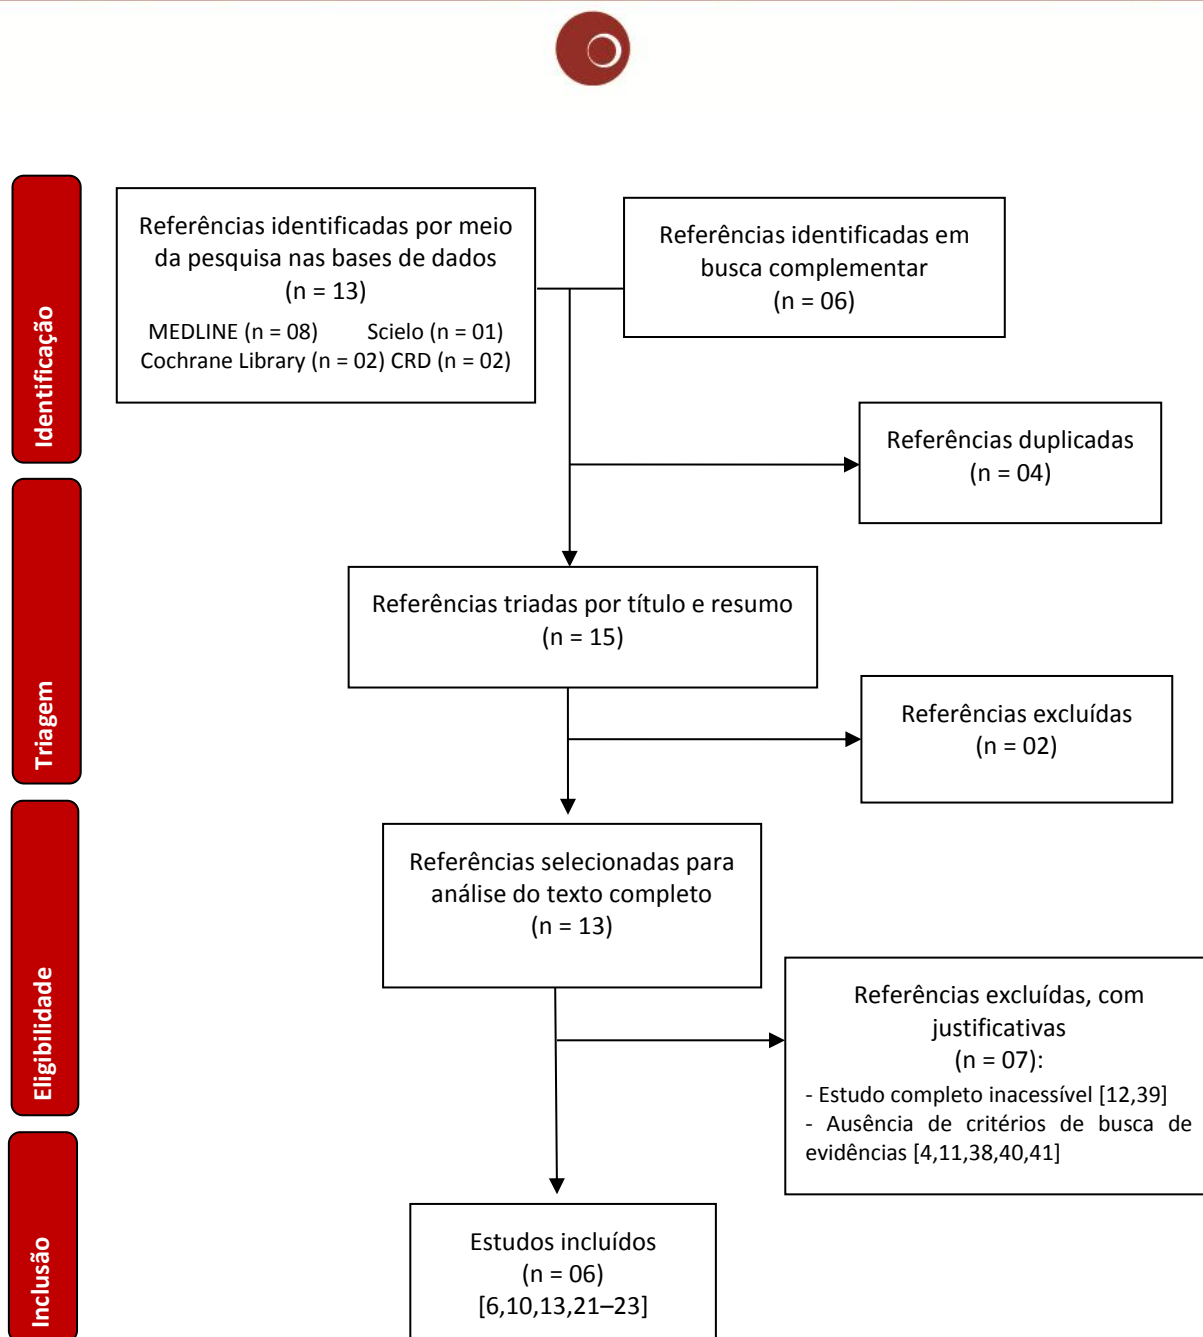 Identificação
Referências identificadas por meio
da pesquisa nas bases de dados
(n = 13)
MEDLINE (n = 08) Scielo (n = 01)
Cochrane Library (n = 02) CRD (n = 02)
Referências identificadas em
busca complementar
(n = 06)
Referências duplicadas
(n = 04)
Triagem
Referências triadas por título e resumo
(n = 15)
Referências excluídas
(n = 02)
Eligibilidade
Referências selecionadas para
análise do texto completo
(n = 13)
Referências excluídas, com
justificativas
(n = 07):
- Estudo completo inacessível [12,39]
- Ausência de critérios de busca de
evidências [4,11,38,40,41]
Inclusão
Estudos incluídos
(n = 06)
[6,10,13,21–23]